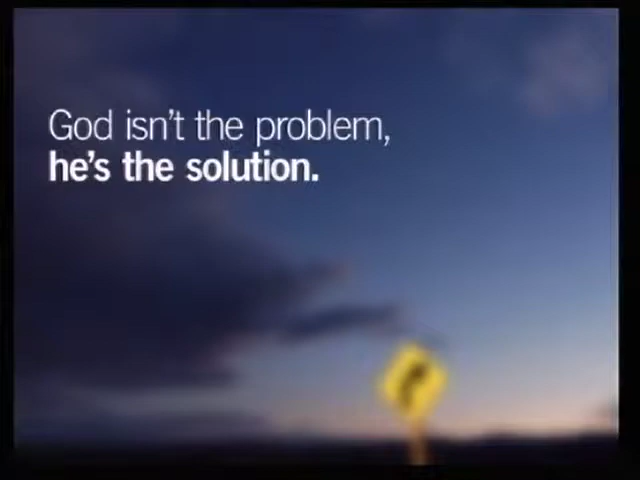 God isn't the problem,
he's the solution.